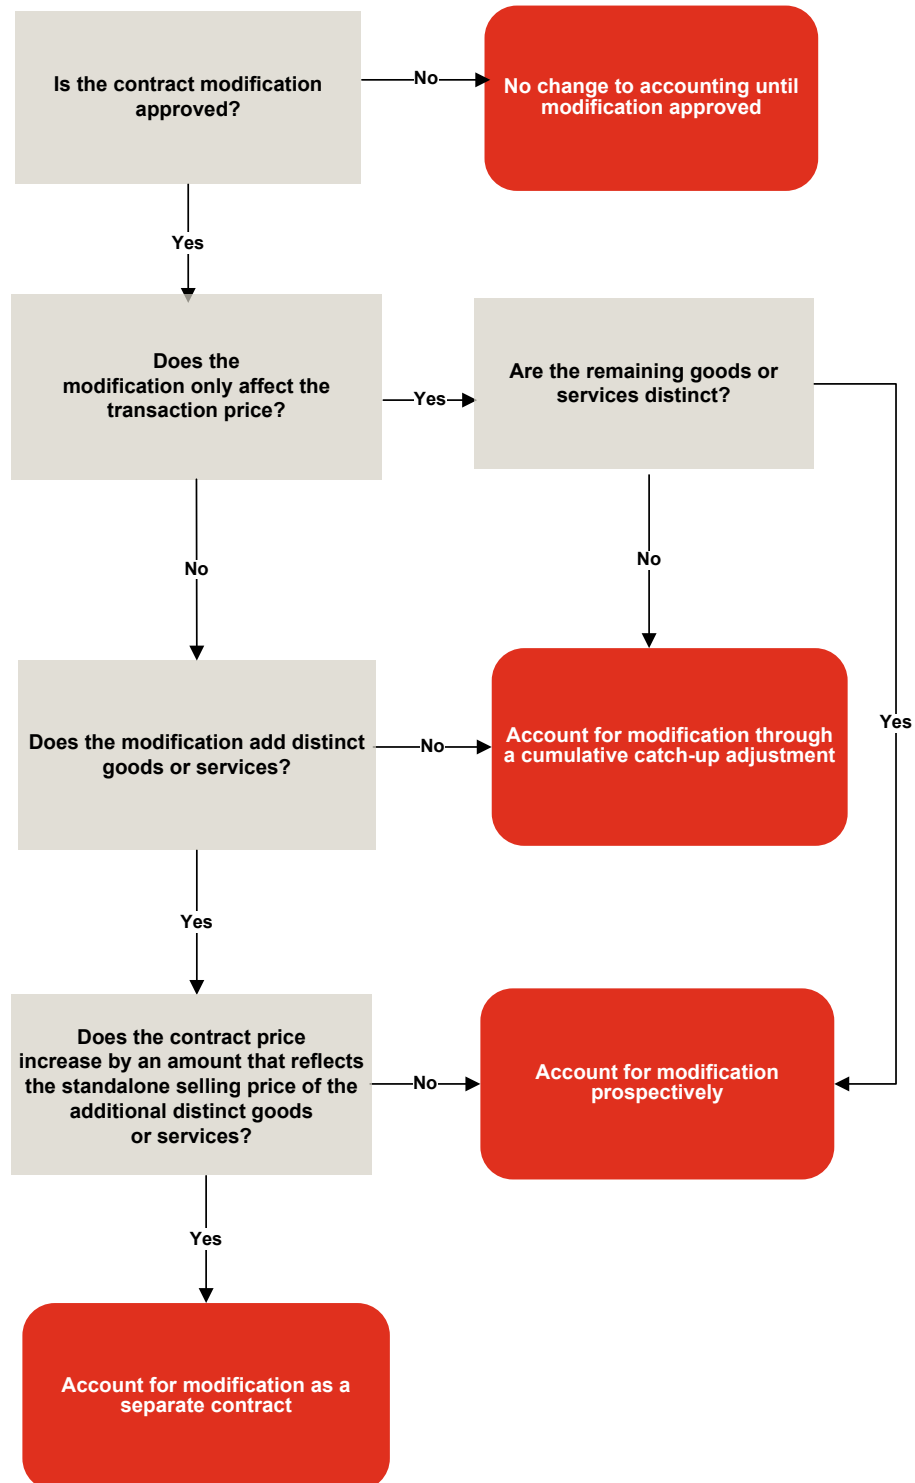 Is the contract modification
approved?
No
No change to accounting until
modification approved
Yes
Does the
modification only affect the
transaction price?
Yes
Are the remaining goods or
services distinct?
No
No
Yes
Does the modification add distinct
goods or services?
No
Account for modification through
a cumulative catch-up adjustment
Yes
Does the contract price
increase by an amount that reflects
the standalone selling price of the
additional distinct goods
or services?
No
Account for modification
prospectively
Yes
Account for modification as a
separate contract